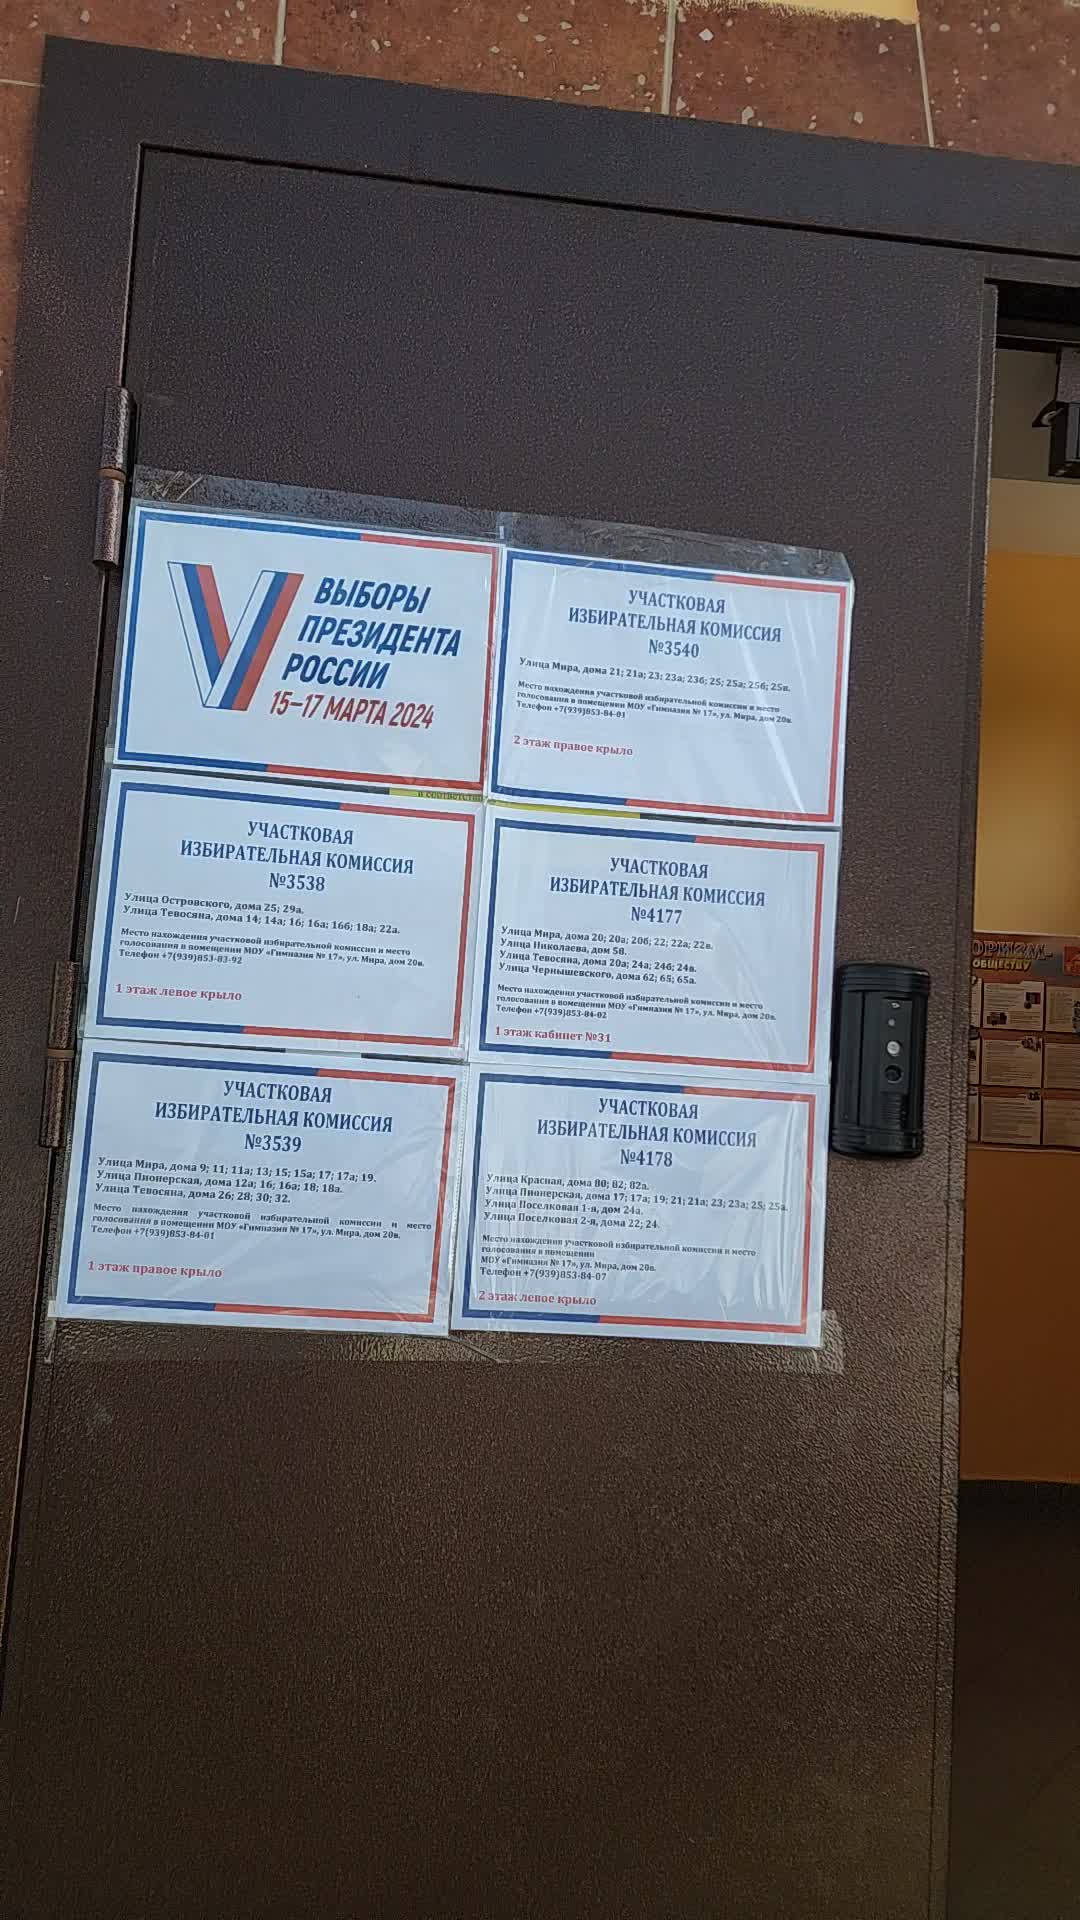 ВЫБОРЫ
ПРЕЗИДЕНТА
РОССИИ
15–17 МАРТА 2024
УЧАСТКОВАЯ
ИЗБИРАТЕЛЬНАЯ КОМИССИЯ
№3540
Улица Мира, дома 21; 21а; 23; 23а; 23б; 25; 25а; 25б; 25в.
Место нахождения участковой избирательной комиссии и место
голосования в помещении МОУ «Гимназия № 17», ул. Мира, дом 20в.
Телефон +7(939)853-84-01
2 этаж правое крыло
в соответствии
УЧАСТКОВАЯ
ИЗБИРАТЕЛЬНАЯ КОМИССИЯ
№3538
Улица Островского, дома 25; 29а.
Улица Тевосяна, дома 14; 14а; 16; 16а; 16б; 18а; 22а.
Место нахождения участковой избирательной комиссии и место
голосования в помещении МОУ «Гимназия № 17», ул. Мира, дом 20в.
Телефон +7(939)853-83-92
1 этаж левое крыло
УЧАСТКОВАЯ
ИЗБИРАТЕЛЬНАЯ КОМИССИЯ
№4177
Улица Мира, дома 20; 20а; 20б; 22; 22а; 22в.
Улица Николаева, дом 5в.
Улица Тевосяна, дома 20а; 24а; 24б; 24в.
Улица Чернышевского, дома 62; 65; 65а.
Место нахождения участковой избирательной комиссии и место
голосования в помещении МОУ «Гимназия № 17», ул. Мира, дом 20в.
Телефон +7(939)853-84-02
1 этаж кабинет №31
УЧАСТКОВАЯ
ИЗБИРАТЕЛЬНАЯ КОМИССИЯ
№3539
Улица Мира, дома 9; 11; 11а; 13; 15; 15а; 17; 17а; 19.
Улица Пионерская, дома 12а; 16; 16а; 18; 18а.
Улица Тевосяна, дома 26; 28; 30; 32.
Место нахождения участковой избирательной комиссии и место
голосования в помещении МОУ «Гимназия № 17», ул. Мира, дом 20в.
Телефон +7(939)853-84-01
1 этаж правое крыло
УЧАСТКОВАЯ
ИЗБИРАТЕЛЬНАЯ КОМИССИЯ
№4178
Улица Красная, дома 80; 82; 82а.
Улица Пионерская, дома 17; 17а; 19; 21; 21а; 23; 23а; 25; 25а.
Улица Поселковая 1-я, дом 24а.
Улица Поселковая 2-я, дома 22; 24.
Место нахождения участковой избирательной комиссии и место
голосования в помещении
МОУ «Гимназия № 17», ул. Мира, дом 20в.
Телефон +7(939)853-84-07
2 этаж левое крыло
ОРИЗМ-
ОБЩЕСТВУ